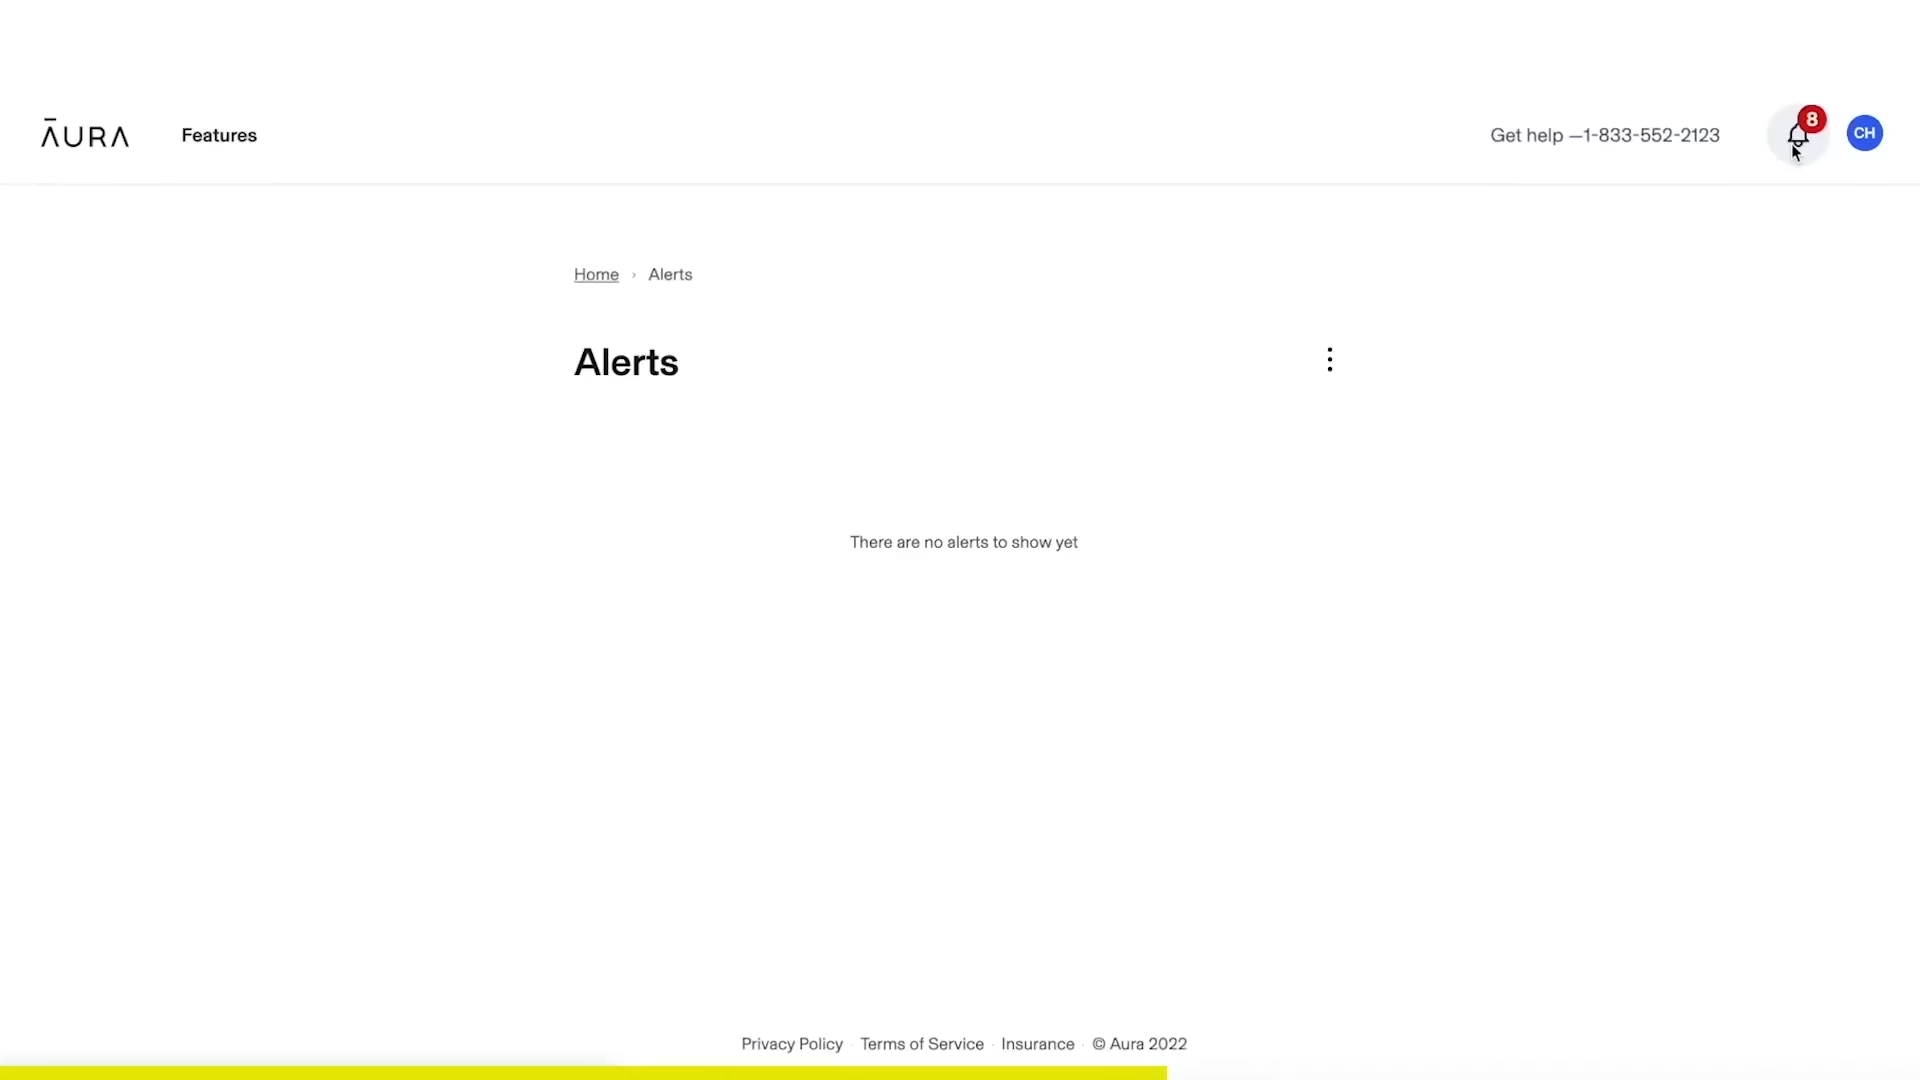 ĀURA
Features
Get help —1-833-552-2123
8
CH
Home › Alerts
Alerts
There are no alerts to show yet
Privacy Policy · Terms of Service · Insurance · © Aura 2022